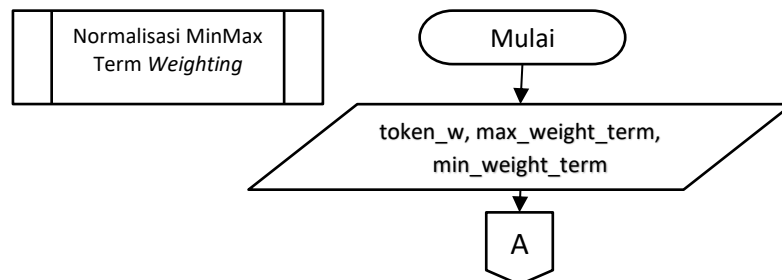 Normalisasi MinMax
Term Weighting
Mulai
token_w, max_weight_term,
min_weight_term
A